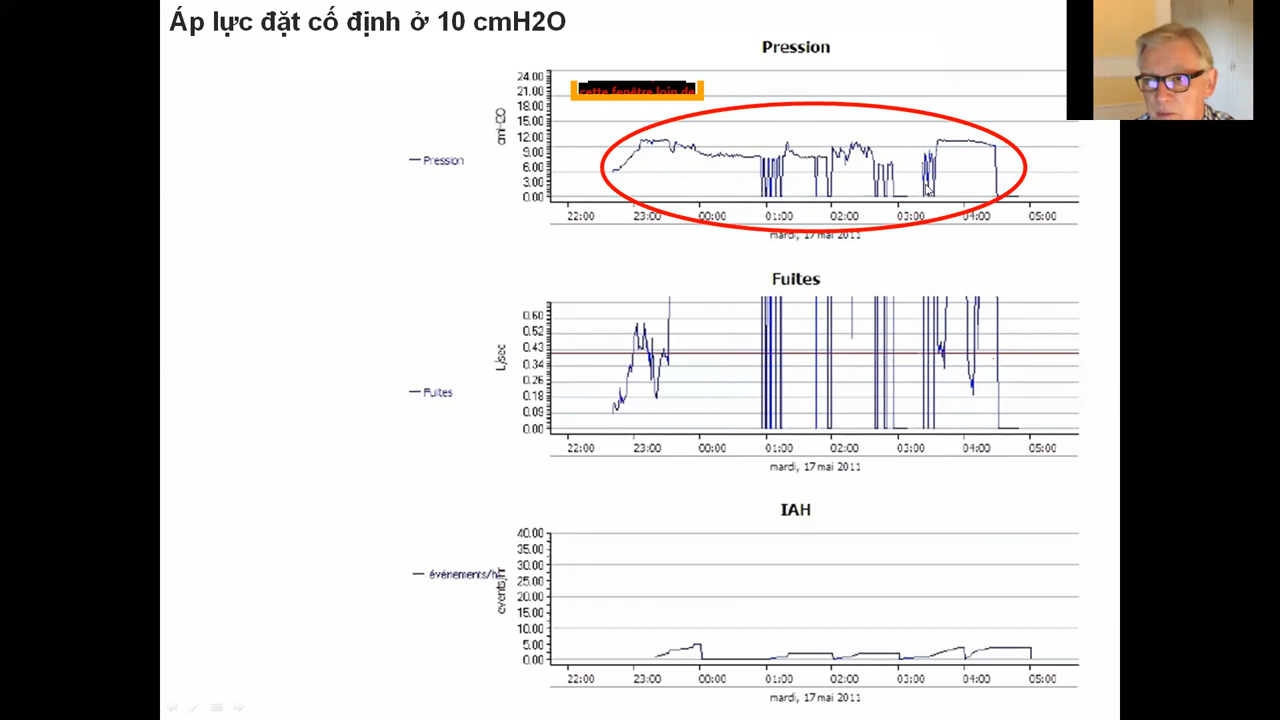 Áp lực đặt cố định ở 10 cmH2O
Pression
24.00
21.00
18.00
15.00
12.00
9.00
6.00
3.00
0.00
cette fenêtre loin de
Pression
22:00 23:00 00:00 01:00 02:00 03:00 04:00 05:00
mardi, 17 mai 2011
Fuites
0.60
0.52
0.43
0.34
0.26
0.18
0.09
0.00
L/sec
Fuites
22:00 23:00 00:00 01:00 02:00 03:00 04:00 05:00
mardi, 17 mai 2011
IAH
40.00
35.00
30.00
25.00
20.00
15.00
10.00
5.00
0.00
événements/h
events/hr
22:00 23:00 00:00 01:00 02:00 03:00 04:00 05:00
mardi, 17 mai 2011